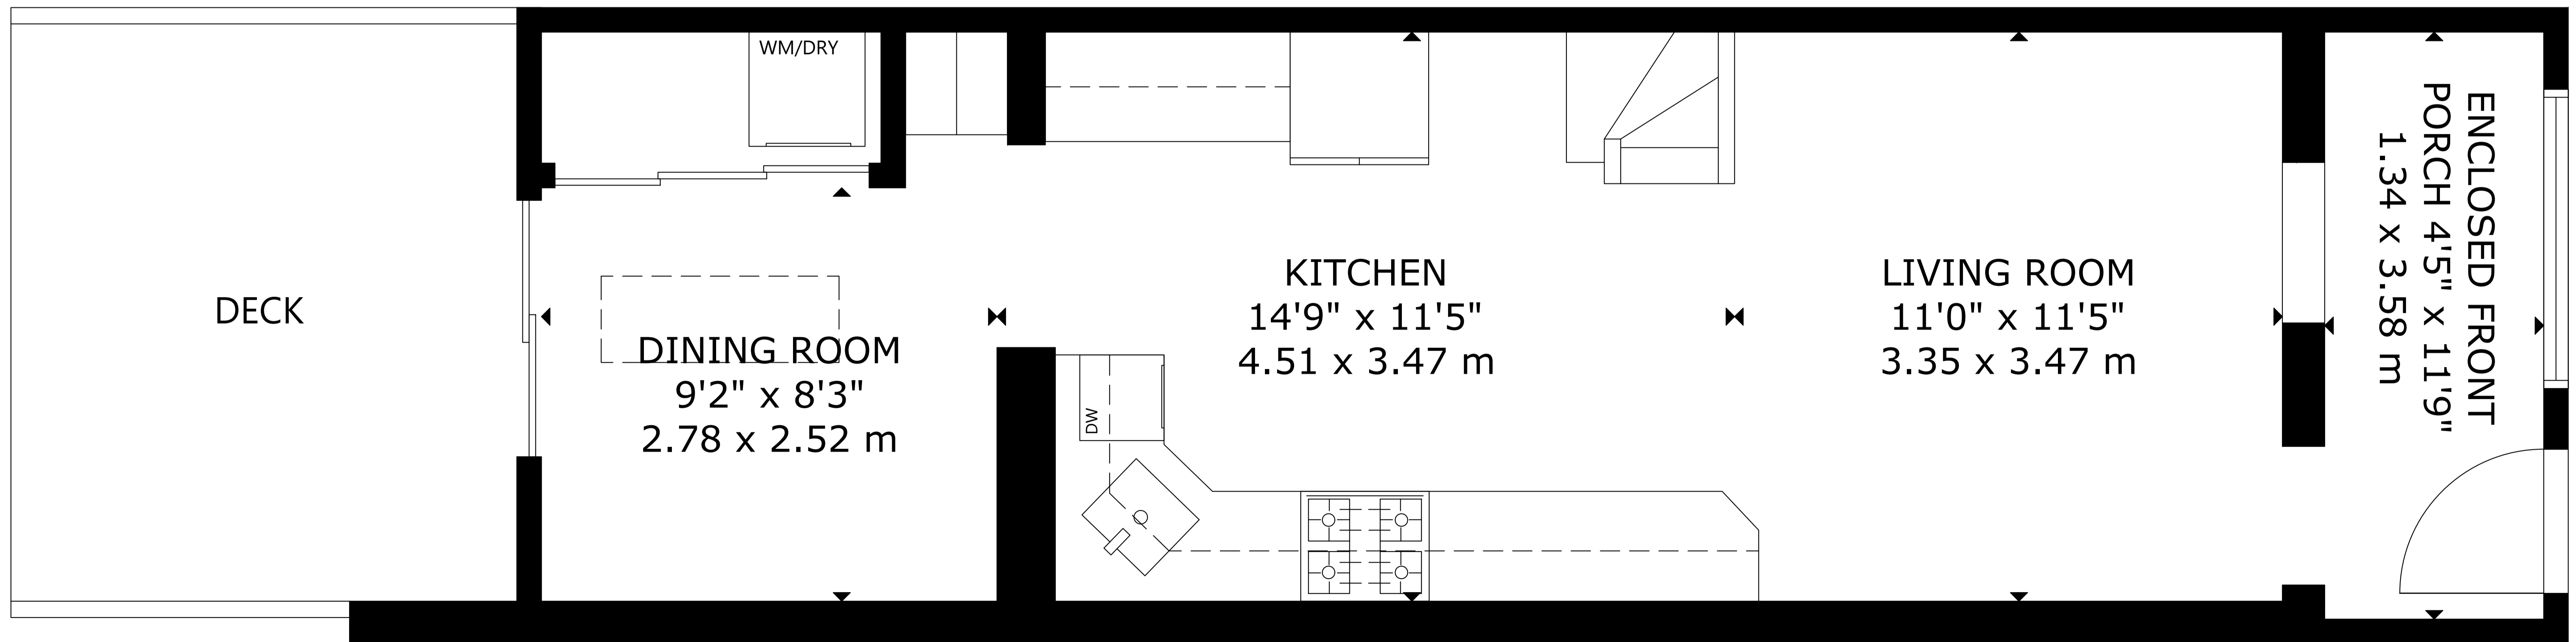 WM/DRY
DECK
DINING ROOM
9'2" x 8'3"
2.78 x 2.52 m
DW
KITCHEN
14'9" x 11'5"
4.51 x 3.47 m
LIVING ROOM
11'0" x 11'5"
3.35 x 3.47 m
ENCLOSED FRONT
PORCH 4'5" x 11'9"
1.34 x 3.58 m